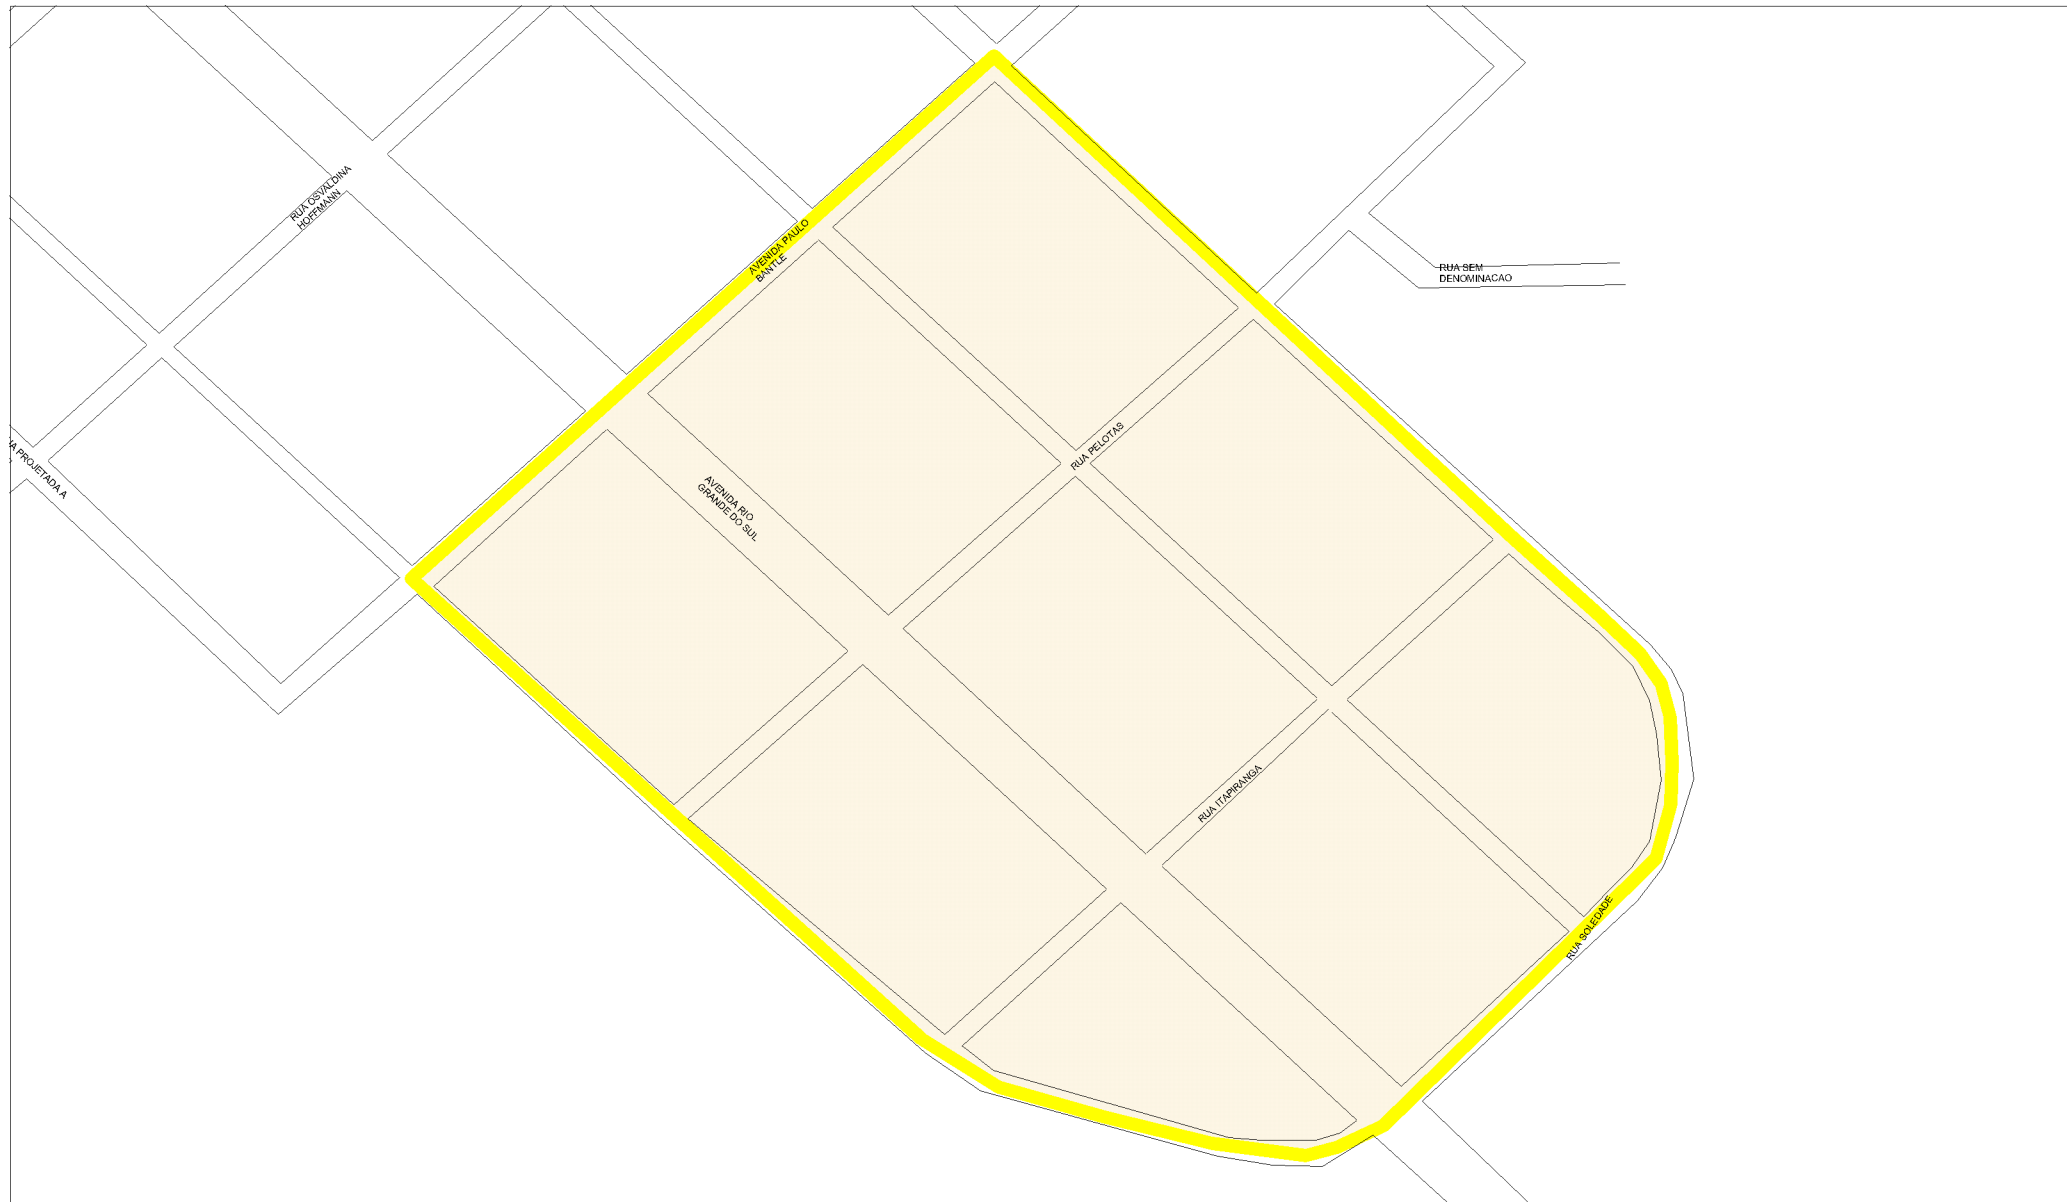 RUA OSVALDINA
HOFFMANN
AVENIDA PAULO
BANTLE
RUA SEM
DENOMINACAO
RUA PELOTAS
PROJETADA A
AVENIDA RIO
GRANDE DO SUL
RUA ITAPIRANGA
RUA SOLEDADE